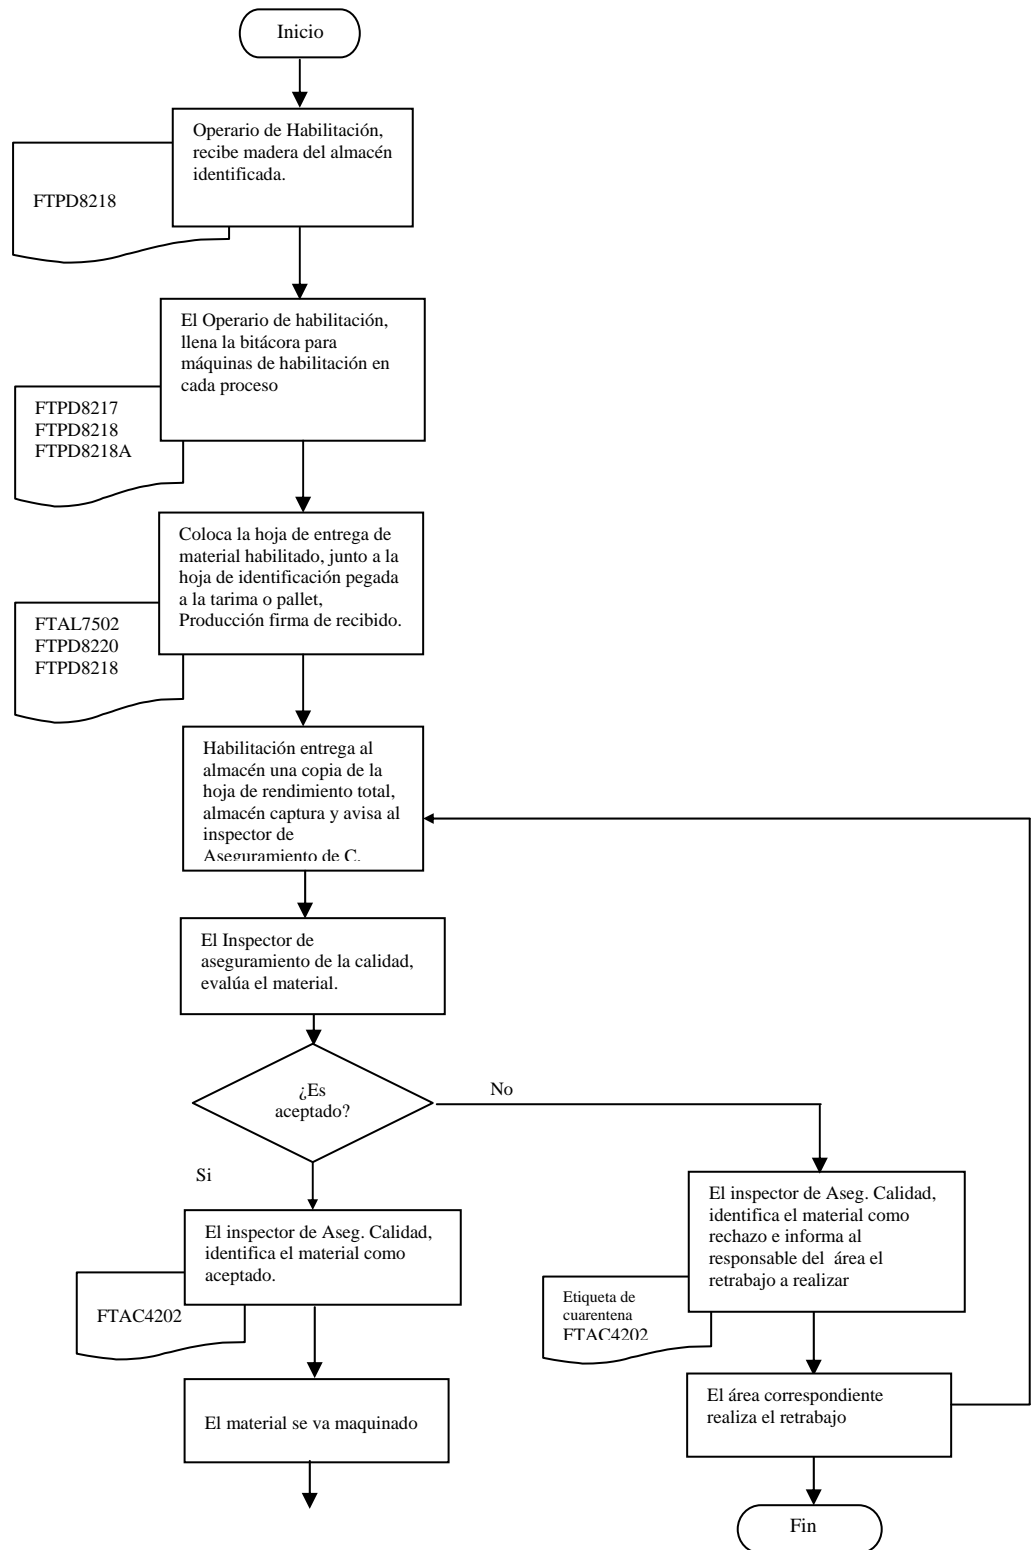 Inicio
Operario de Habilitación,
recibe madera del almacén
identificada.
FTPD8218
El Operario de habilitación,
llena la bitácora para
máquinas de habilitación en
cada proceso
FTPD8217
FTPD8218
FTPD8218A
Coloca la hoja de entrega de
material habilitado, junto a la
hoja de identificación pegada
a la tarima o pallet,
Producción firma de recibido.
FTAL7502
FTPD8220
FTPD8218
Habilitación entrega al
almacén una copia de la
hoja de rendimiento total,
almacén captura y avisa al
inspector de
Aseguramiento de C.
El Inspector de
aseguramiento de la calidad,
evalúa el material.
¿Es
aceptado?
No
Si
El inspector de Aseg. Calidad,
identifica el material como
aceptado.
FTAC4202
El inspector de Aseg. Calidad,
identifica el material como
rechazo e informa al
responsable del  área el
retrabajo a realizar
Etiqueta de
cuarentena
FTAC4202
El material se va maquinado
El área correspondiente
realiza el retrabajo
Fin